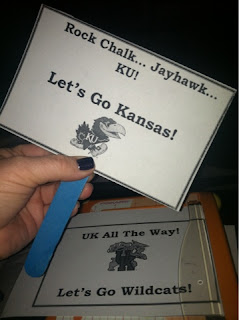 Rock Chalk... Jayhawk...
KU!
Let's Go Kansas!
KU
UK All The Way!
Let's Go Wildcats!